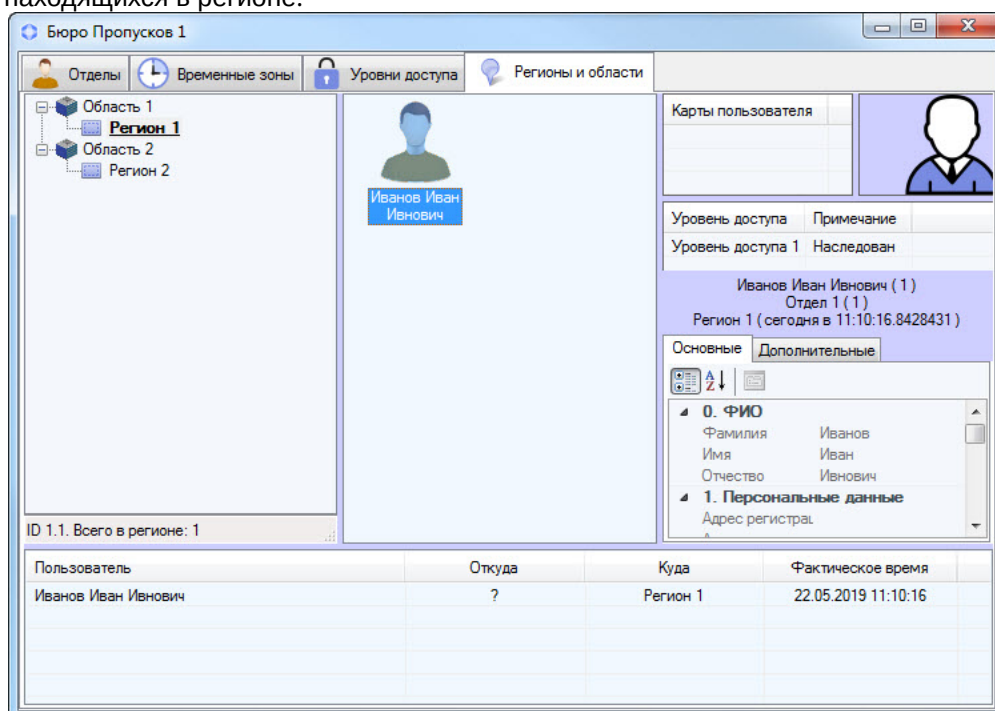 находящихся в регионе.
Бюро Пропусков 1
Отделы Временные зоны Уровни доступа Регионы и области
Область 1
Регион 1
Область 2
Регион 2
ID 1.1. Всего в регионе: 1
Иванов Иван
Ивнович
Карты пользователя
Уровень доступа Примечание
Уровень доступа 1 Наследован
Иванов Иван Ивнович ( 1 )
Отдел 1 ( 1 )
Регион 1 ( сегодня в 11:10:16.8428431 )
Основные Дополнительные
0. ФИО
Фамилия Иванов
Имя Иван
Отчество Ивнович
1. Персональные данные
Адрес регистрац
Пользователь Откуда Куда Фактическое время
Иванов Иван Ивнович ? Регион 1 22.05.2019 11:10:16